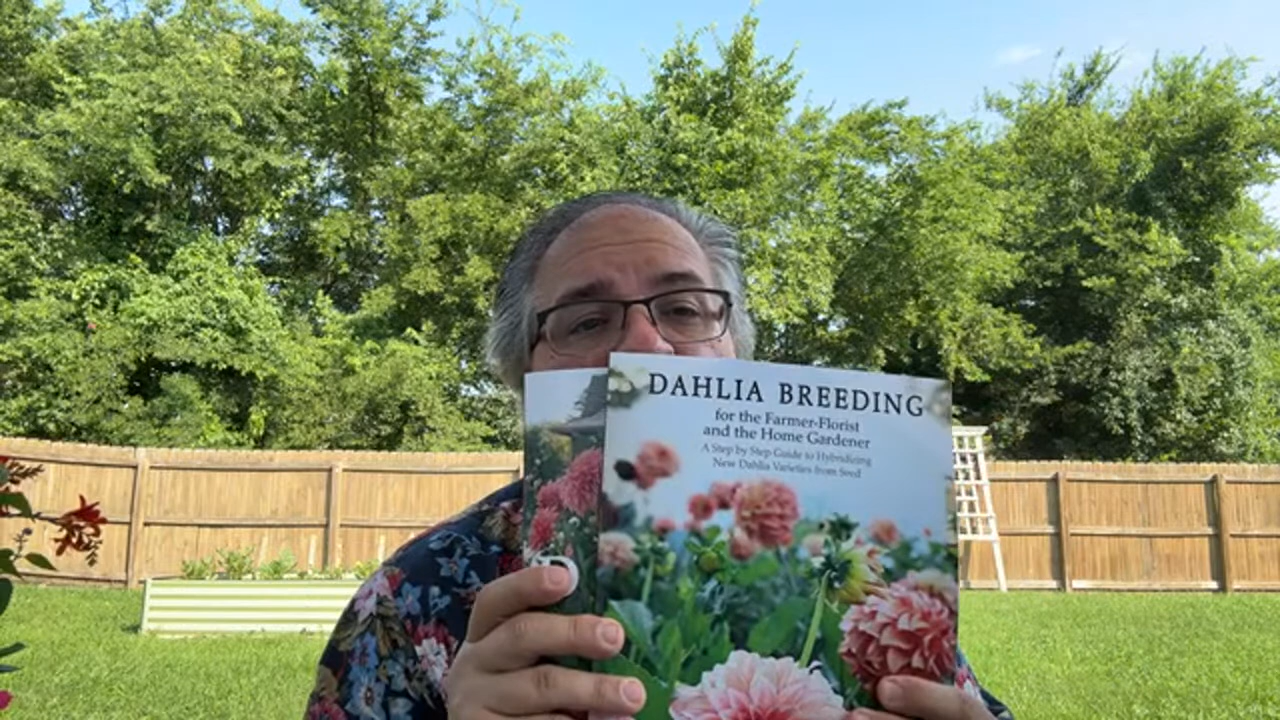 DAHLIA BREEDING
for the Farmer-Florist
and the Home Gardener
A Step by Step Guide to Hybridizing
New Dahlia Varieties from Seed